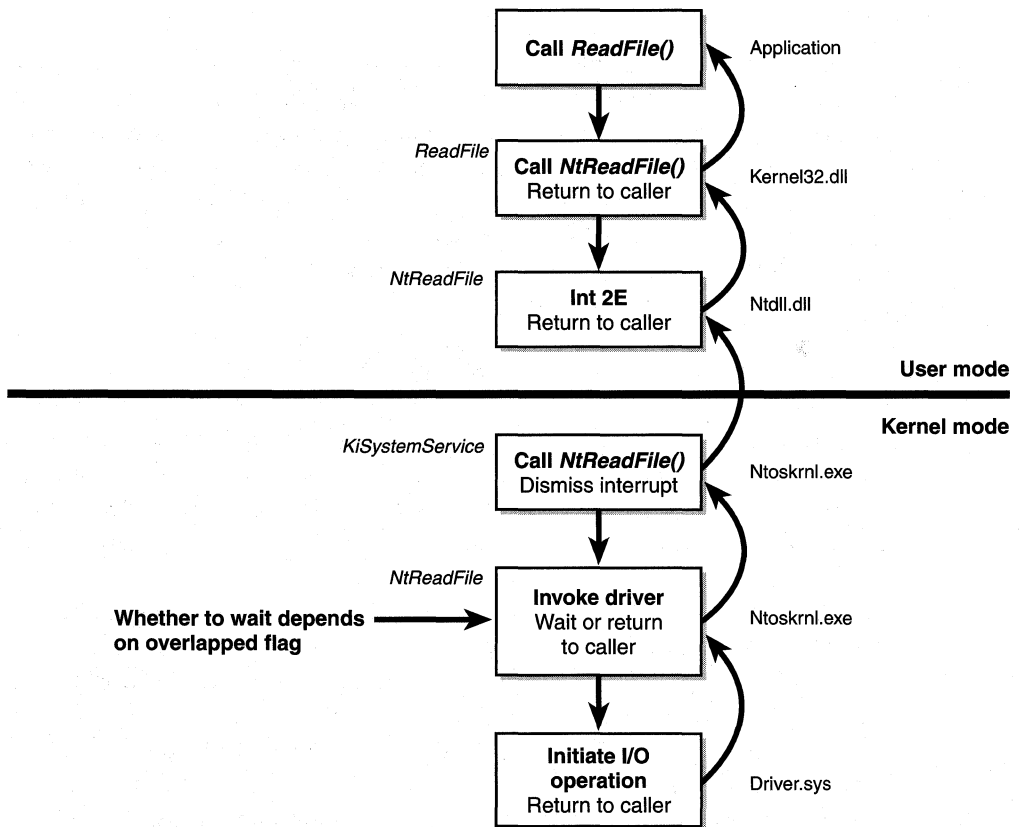 Call ReadFile()
Application
ReadFile
Call NtReadFile()
Return to caller
Kernel32.dll
NtReadFile
Int 2E
Return to caller
Ntdll.dll
User mode
Kernel mode
KiSystemService
Call NtReadFile()
Dismiss interrupt
Ntoskrnl.exe
NtReadFile
Whether to wait depends
on overlapped flag
Invoke driver
Wait or return
to caller
Ntoskrnl.exe
Initiate I/O
operation
Return to caller
Driver.sys